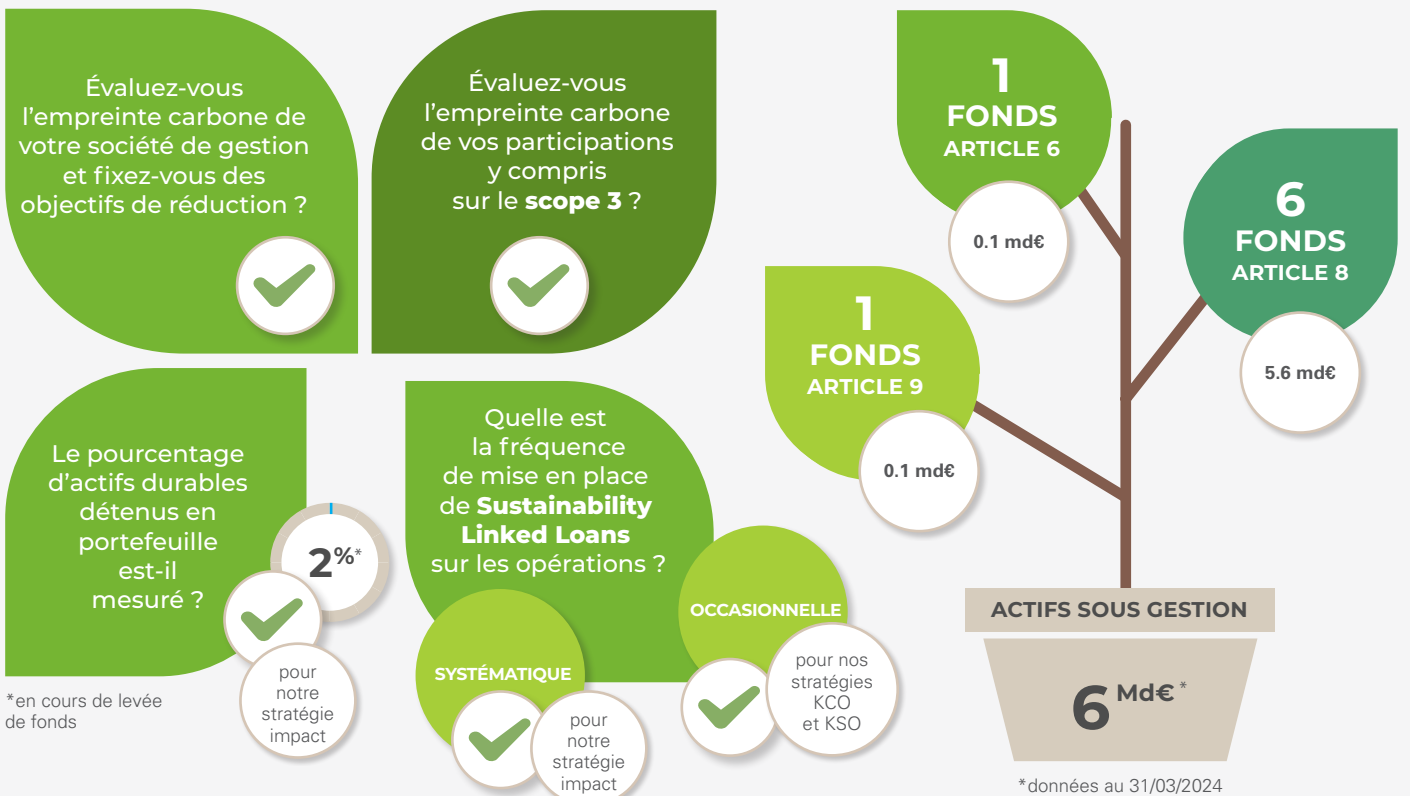 Évaluez-vous
l'empreinte carbone de
votre société de gestion
et fixez-vous des
objectifs de réduction ?
Évaluez-vous
l'empreinte carbone
de vos participations
y compris
sur le scope 3 ?
Le pourcentage
d'actifs durables
détenus en
portefeuille
est-il
mesuré ?
2%*
pour
notre
stratégie
impact
*en cours de levée
de fonds
Quelle est
la fréquence
de mise en place
de Sustainability
Linked Loans
sur les opérations ?
SYSTÉMATIQUE
pour
notre
stratégie
impact
OCCASIONNELLE
pour nos
stratégies
KCO
et KSO
1
FONDS
ARTICLE 6
0.1 md€
6
FONDS
ARTICLE 8
5.6 md€
1
FONDS
ARTICLE 9
0.1 md€
ACTIFS SOUS GESTION
6 Md€*
*données au 31/03/2024